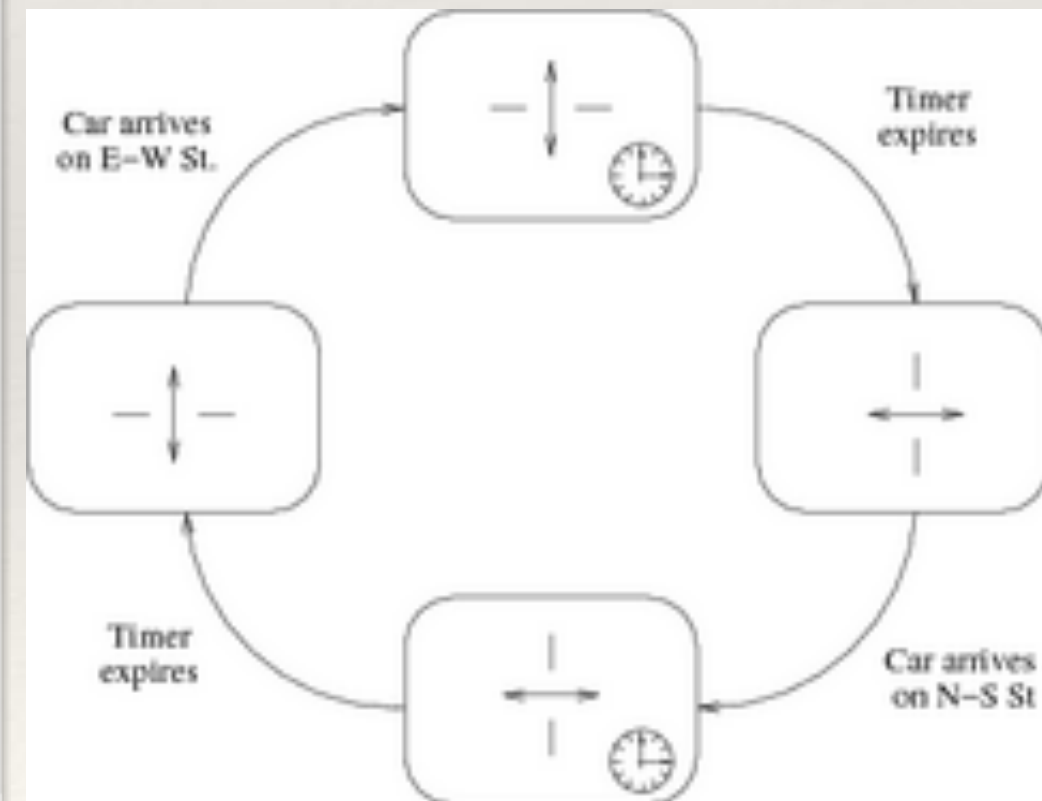 Car arrives
on E–W St.
Timer
expires
Timer
expires
Car arrives
on N–S St